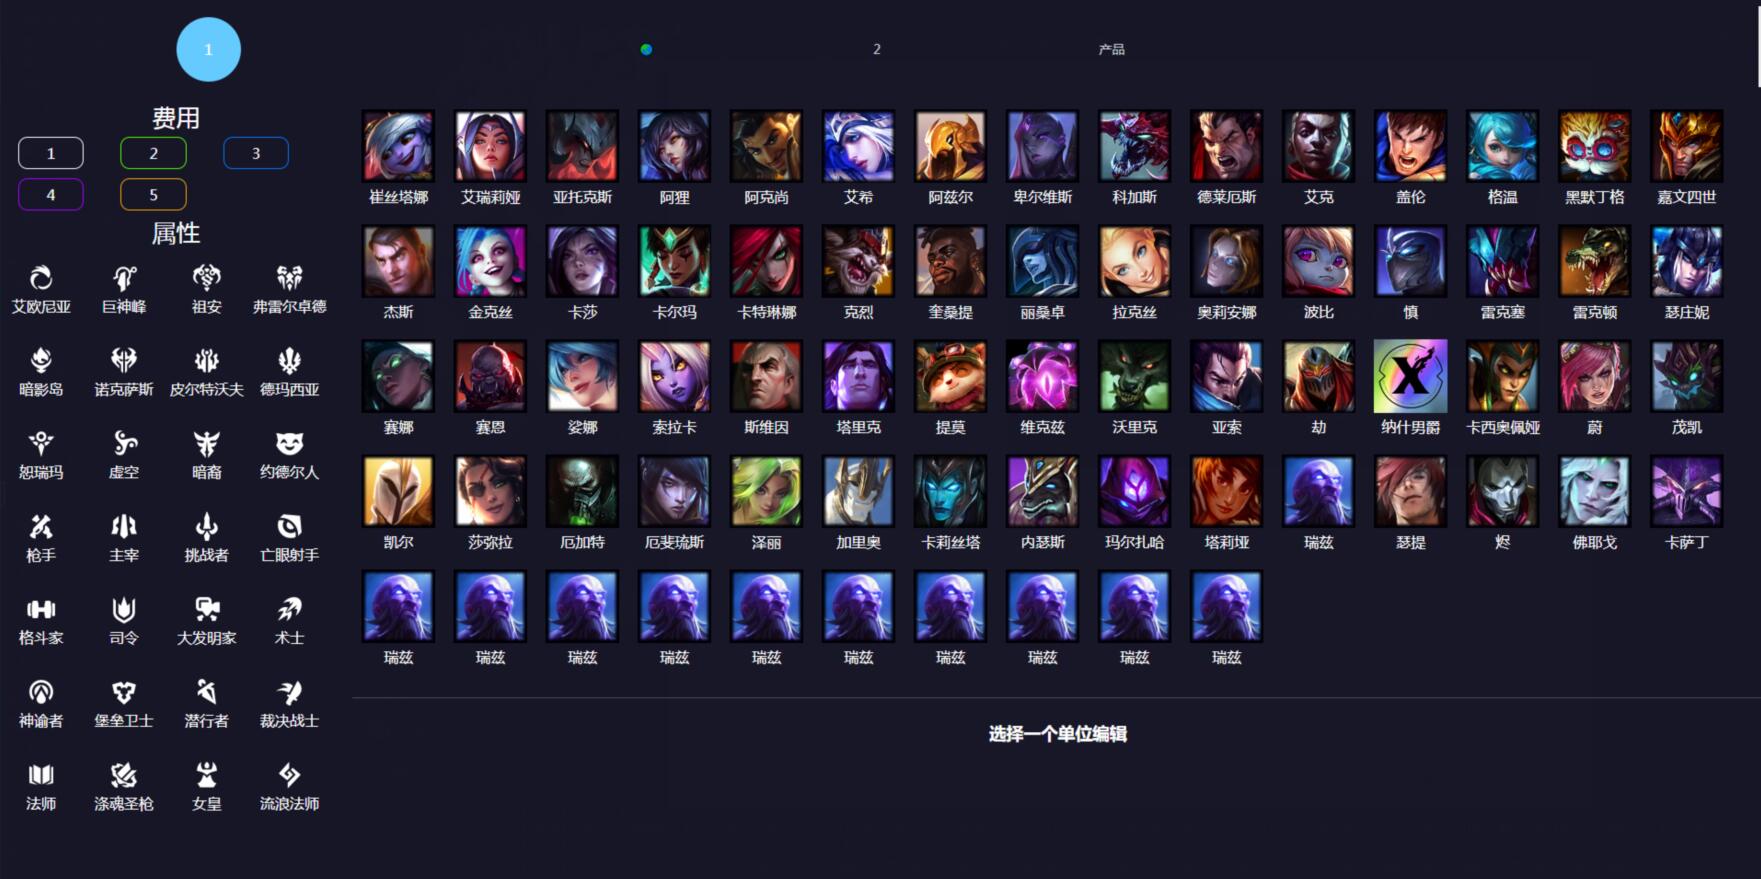 1
2
产品
费用
1 2 3
4 5
属性
艾欧尼亚 巨神峰 祖安 弗雷尔卓德
暗影岛 诺克萨斯 皮尔特沃夫 德玛西亚
恕瑞玛 虚空 暗裔 约德尔人
枪手 主宰 挑战者 亡眼射手
格斗家 司令 大发明家 术士
神谕者 堡垒卫士 潜行者 裁决战士
法师 涤魂圣枪 女皇 流浪法师
崔丝塔娜 艾瑞莉娅 亚托克斯 阿狸 阿克尚 艾希 阿兹尔 卑尔维斯 科加斯 德莱厄斯 艾克 盖伦 格温 黑默丁格 嘉文四世
杰斯 金克丝 卡莎 卡尔玛 卡特琳娜 克烈 奎桑提 丽桑卓 拉克丝 奥莉安娜 波比 慎 雷克塞 雷克顿 瑟庄妮
赛娜 赛恩 娑娜 索拉卡 斯维因 塔里克 提莫 维克兹 沃里克 亚索 劫 纳什男爵 卡西奥佩娅 蔚 茂凯
凯尔 莎弥拉 厄加特 厄斐琉斯 泽丽 加里奥 卡莉丝塔 内瑟斯 玛尔扎哈 塔莉垭 瑞兹 瑟提 烬 佛耶戈 卡萨丁
瑞兹 瑞兹 瑞兹 瑞兹 瑞兹 瑞兹 瑞兹 瑞兹 瑞兹 瑞兹
选择一个单位编辑